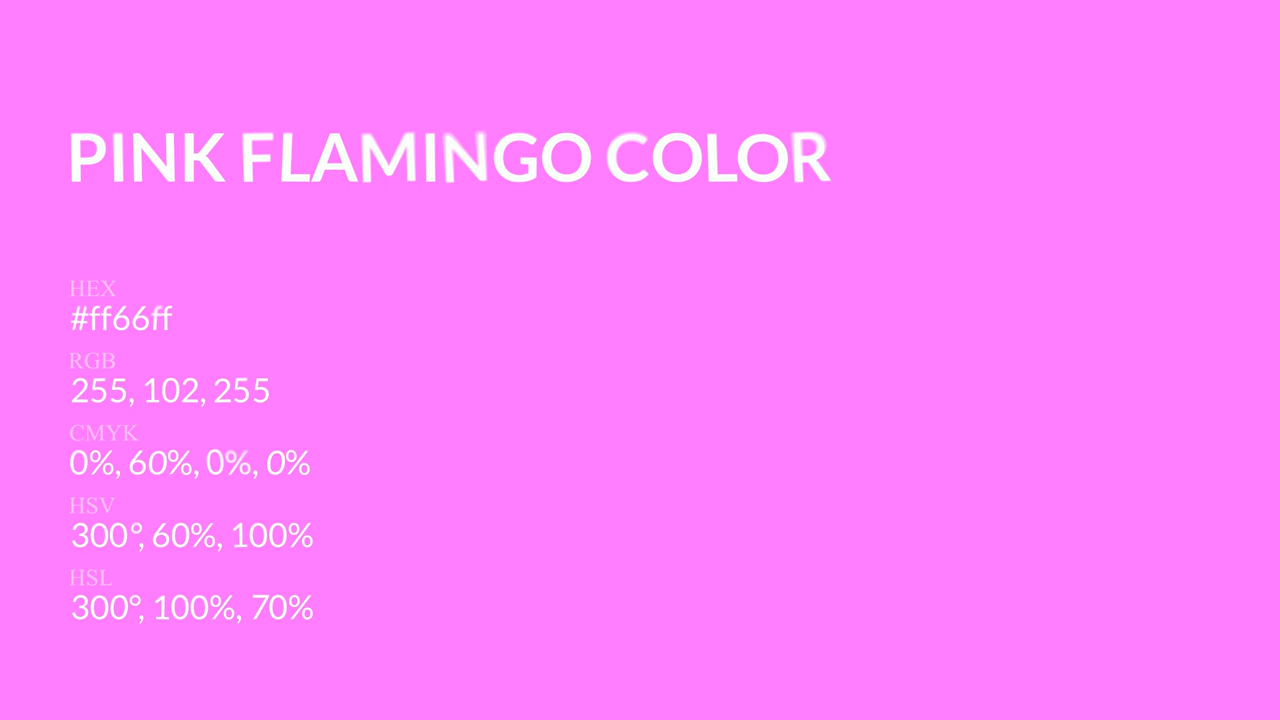 PINK FLAMINGO COLOR
HEX
#ff66ff
RGB
255, 102, 255
CMYK
0%, 60%, 0%, 0%
HSV
300°, 60%, 100%
HSL
300°, 100%, 70%